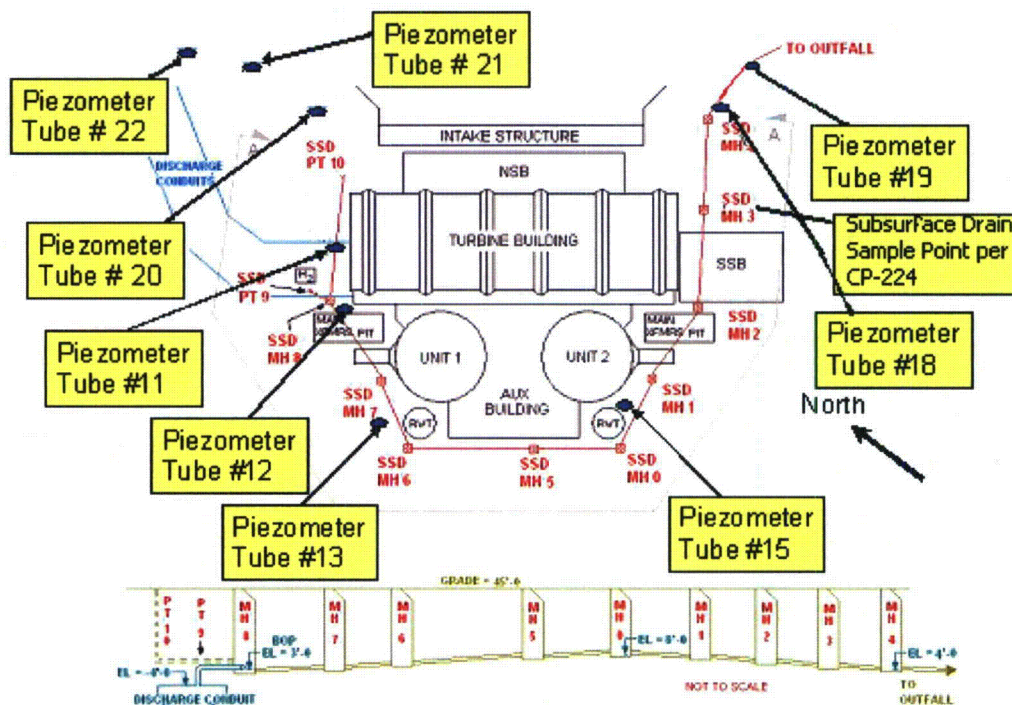 Piezometer
Tube # 22
Piezometer
Tube # 21
TO OUTFALL
Piezometer
Tube #19
INTAKE STRUCTURE
NSB
SSD
PT 10
A
A
DISCHARGE
CONDUITS
SSD
SSD
MH 3
Subsurface Drain
Sample Point per
CP-224
Piezometer
Tube # 20
TURBINE BUILDING
SSB
SSD
PT 9
H2
MAIN
XFMRS PIT
SSD
MH 8
MAIN
XFMRS PIT
SSD
MH 2
Piezometer
Tube #18
Piezometer
Tube #11
UNIT 1
UNIT 2
AUX
BUILDING
SSD
MH 7
RWT
RWT
SSD
MH 1
North
Piezometer
Tube #12
SSD
MH 6
SSD
MH 5
SSD
MH 0
Piezometer
Tube #13
Piezometer
Tube #15
GRADE = 45'-0
PT 10
PT 9
MH 8
MH 7
MH 6
MH 5
MH 0
MH 1
MH 2
MH 3
MH 4
BOP
EL = 3'-0
EL = 4'-0
DISCHARGE CONDUIT
NOT TO SCALE
TO
OUTFALL